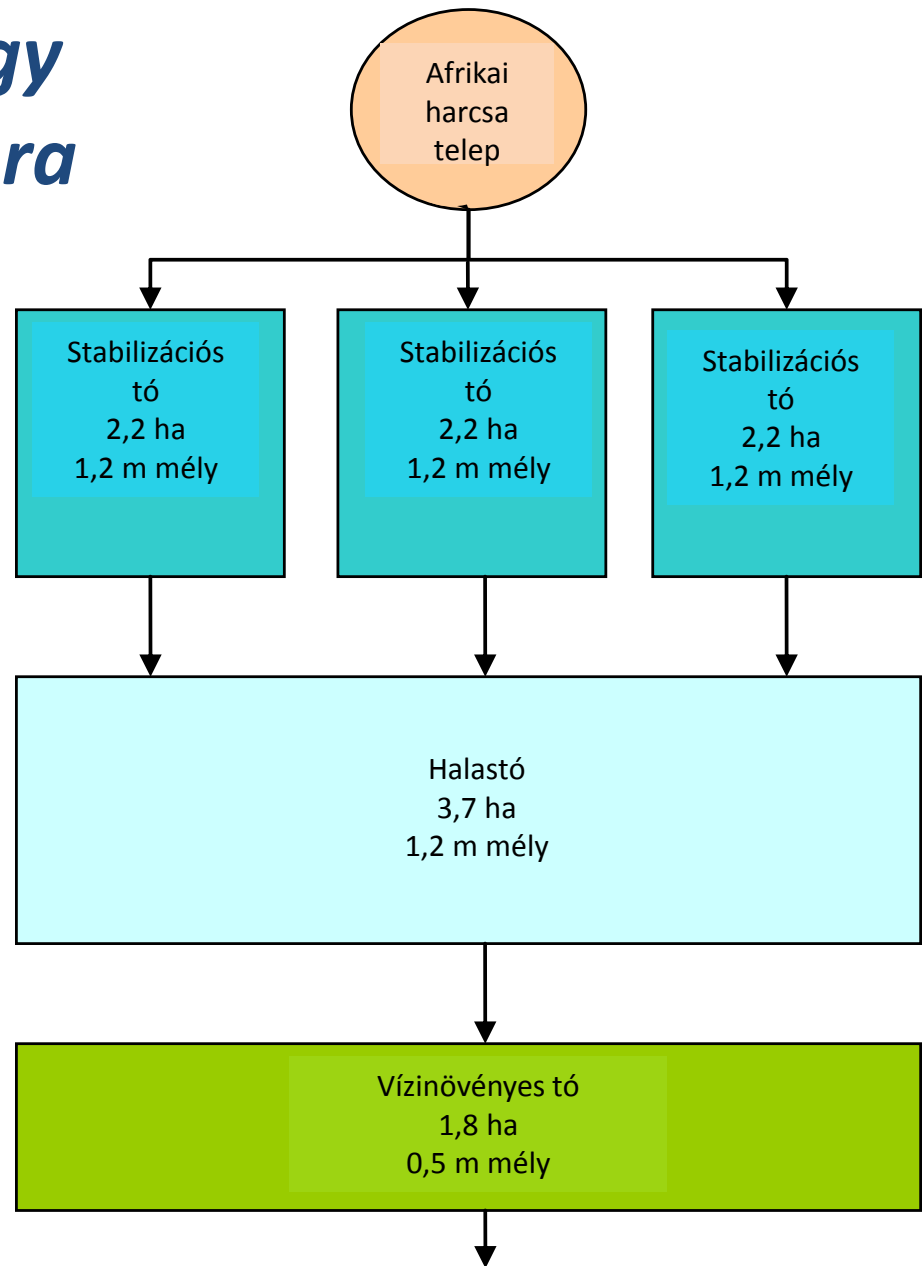 Afrikai
harcsa
telep
Stabilizációs
tó
2,2 ha
1,2 m mély
Stabilizációs
tó
2,2 ha
1,2 m mély
Stabilizációs
tó
2,2 ha
1,2 m mély
Halastó
3,7 ha
1,2 m mély
Vízinövényes tó
1,8 ha
0,5 m mély